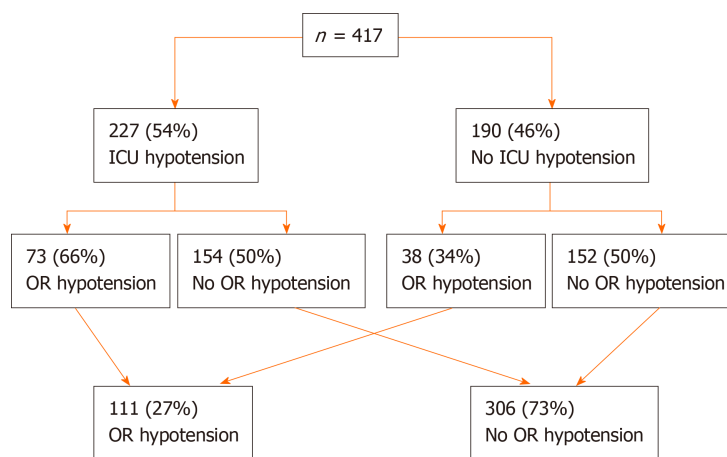 n = 417
227 (54%)
ICU hypotension
190 (46%)
No ICU hypotension
73 (66%)
OR hypotension
154 (50%)
No OR hypotension
38 (34%)
OR hypotension
152 (50%)
No OR hypotension
111 (27%)
OR hypotension
306 (73%)
No OR hypotension